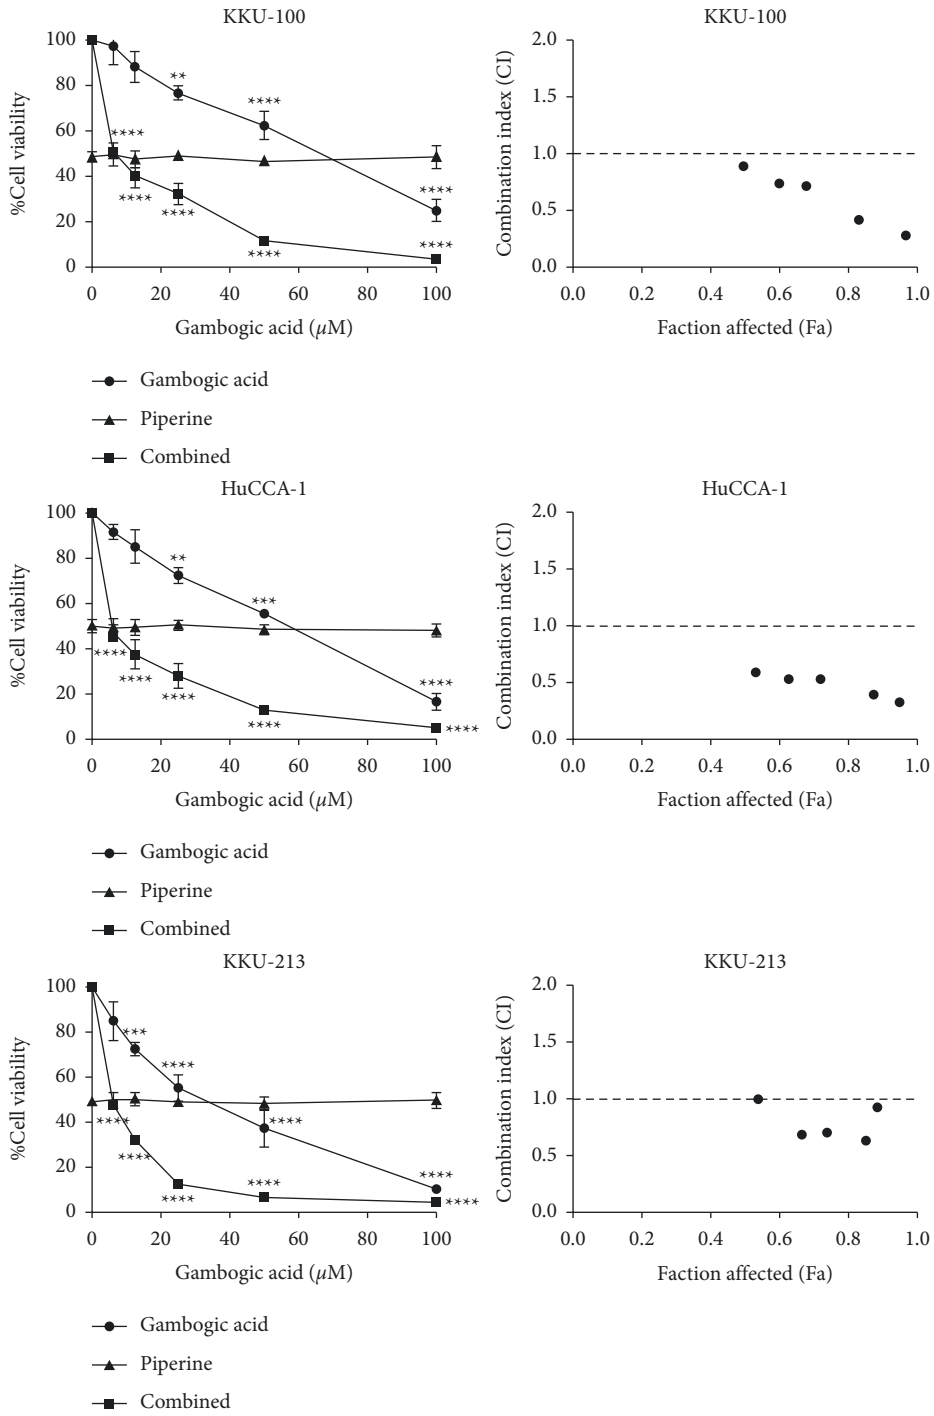 KKU-100
100
80
60
40
20
0
%Cell viability
**
****
****
****
****
****
****
****
0 20 40 60 80 100
Gambogic acid (μM)
Gambogic acid
Piperine
Combined
KKU-100
2.0
1.5
1.0
0.5
0.0
Combination index (CI)
0.0 0.2 0.4 0.6 0.8 1.0
Faction affected (Fa)
HuCCA-1
100
80
60
40
20
0
%Cell viability
**
***
****
****
****
****
****
****
0 20 40 60 80 100
Gambogic acid (μM)
Gambogic acid
Piperine
Combined
HuCCA-1
2.0
1.5
1.0
0.5
0.0
Combination index (CI)
0.0 0.2 0.4 0.6 0.8 1.0
Faction affected (Fa)
KKU-213
100
80
60
40
20
0
%Cell viability
***
****
****
****
****
****
****
****
****
0 20 40 60 80 100
Gambogic acid (μM)
Gambogic acid
Piperine
Combined
KKU-213
2.0
1.5
1.0
0.5
0.0
Combination index (CI)
0.0 0.2 0.4 0.6 0.8 1.0
Faction affected (Fa)